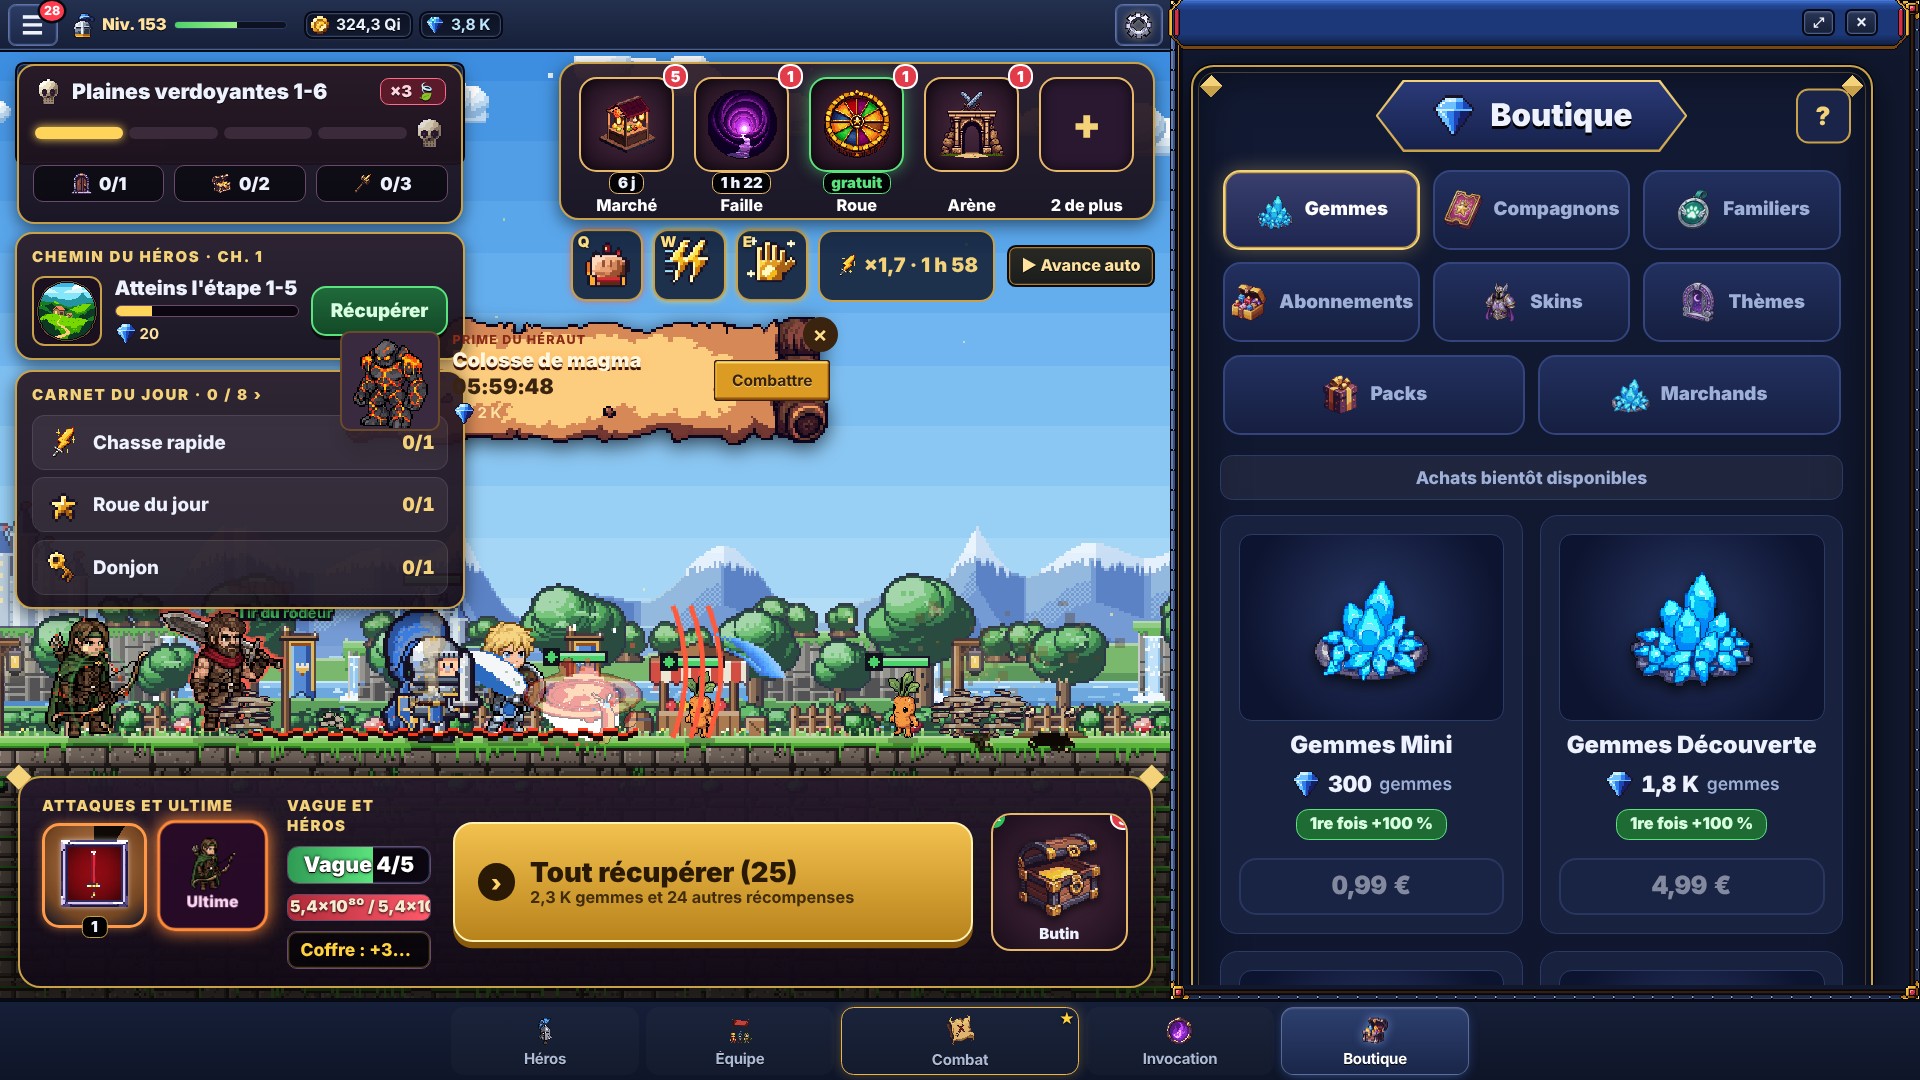 28
Niv. 153
324,3 Qi
3,8 K
Plaines verdoyantes 1-6
×3
0/1
0/2
0/3
CHEMIN DU HÉROS · CH. 1
Atteins l'étape 1-5
20
Récupérer
CARNET DU JOUR · 0 / 8 ›
Chasse rapide
0/1
Roue du jour
0/1
Donjon
0/1
5
6 j
Marché
1
1 h 22
Faille
1
gratuit
Roue
1
Arène
+
2 de plus
Q
W
E
×1,7 · 1 h 58
Avance auto
PRIME DU HÉRAUT
Colosse de magma
05:59:48
2 K
Combattre
Tir du rôdeur
ATTAQUES ET ULTIME
1
Ultime
VAGUE ET
HÉROS
Vague 4/5
5,4×10⁸⁰ / 5,4×10
Coffre : +3...
Tout récupérer (25)
2,3 K gemmes et 24 autres récompenses
Butin
Héros
Équipe
Combat
Invocation
Boutique
Boutique
?
Gemmes
Compagnons
Familiers
Abonnements
Skins
Thèmes
Packs
Marchands
Achats bientôt disponibles
Gemmes Mini
300 gemmes
1re fois +100 %
0,99 €
Gemmes Découverte
1,8 K gemmes
1re fois +100 %
4,99 €